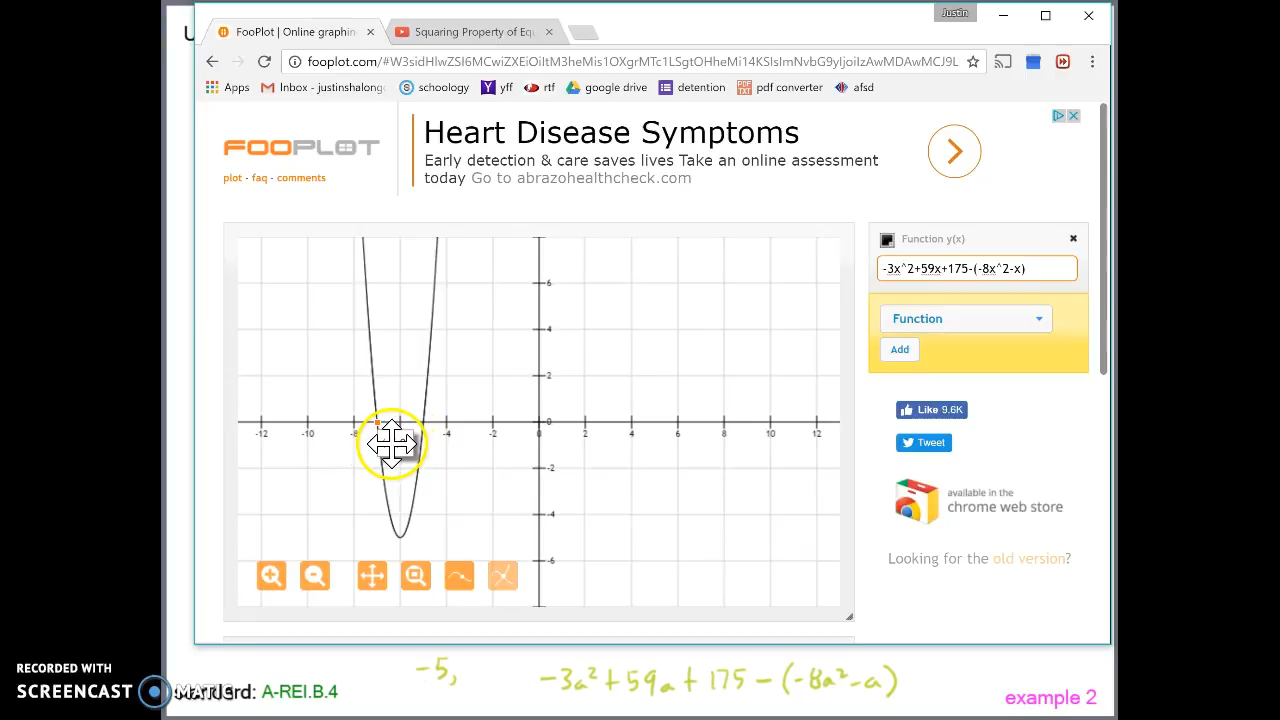 U
Justin
FooPlot | Online graphin
Squaring Property of Equ
fooplot.com/#W3sidHlwZSI6MCwiZXEiOiItM3heMis1OXgrMTc1LSgtOHheMi14KSIsImNvbG9yIjoiIzAwMDAwMCJ9L
Apps
Inbox - justinshalong
schoology
yff
rtf
google drive
detention
pdf converter
afsd
FOOPLOT
plot - faq - comments
Heart Disease Symptoms
Early detection & care saves lives Take an online assessment
today Go to abrazohealthcheck.com
Function y(x)
-3x^2+59x+175-(-8x^2-x)
Function
Add
Like 9.6K
Tweet
available in the
chrome web store
Looking for the old version?
6
4
2
0
-12 -10 -8 -4 -2 0 2 4 6 8 10 12
-2
-4
-6
-5, -3a²+59a+175-(-8a²-a)
RECORDED WITH
SCREENCAST MATIC
A-REI.B.4
example 2